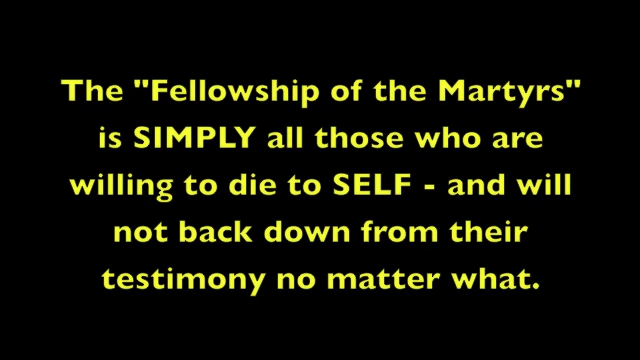 The "Fellowship of the Martyrs"
is SIMPLY all those who are
willing to die to SELF - and will
not back down from their
testimony no matter what.